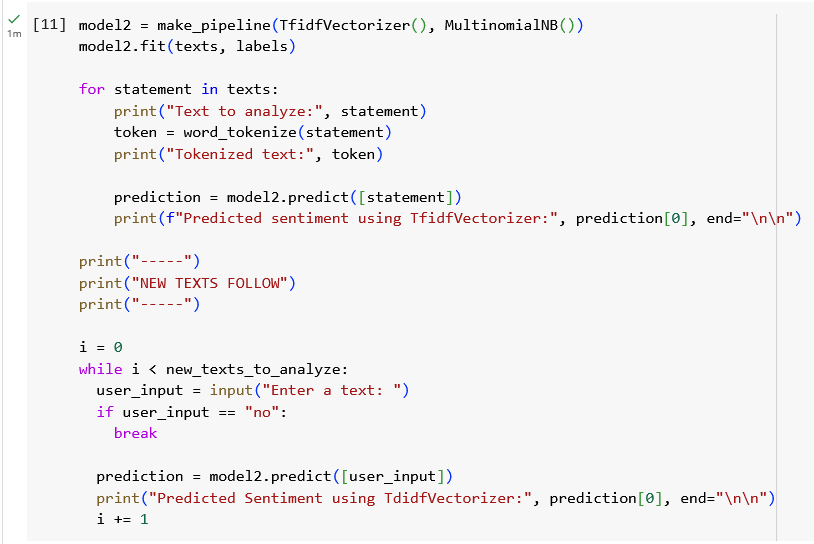 [11] model2 = make_pipeline(TfidfVectorizer(), MultinomialNB())
1m model2.fit(texts, labels)
for statement in texts:
print("Text to analyze:", statement)
token = word_tokenize(statement)
print("Tokenized text:", token)
prediction = model2.predict([statement])
print(f"Predicted sentiment using TfidfVectorizer:", prediction[0], end="\n\n")
print("-----")
print("NEW TEXTS FOLLOW")
print("-----")
i = 0
while i < new_texts_to_analyze:
user_input = input("Enter a text: ")
if user_input == "no":
break
prediction = model2.predict([user_input])
print("Predicted Sentiment using TdidfVectorizer:", prediction[0], end="\n\n")
i += 1